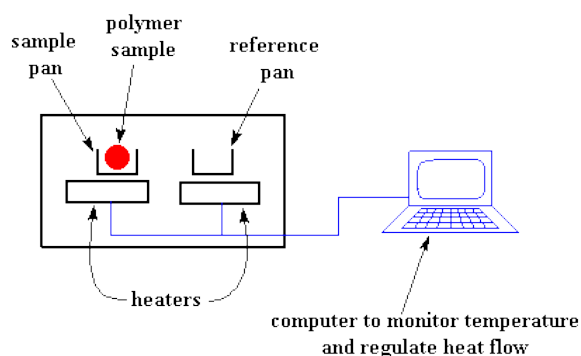 polymer
sample
sample
pan
reference
pan
heaters
computer to monitor temperature
and regulate heat flow